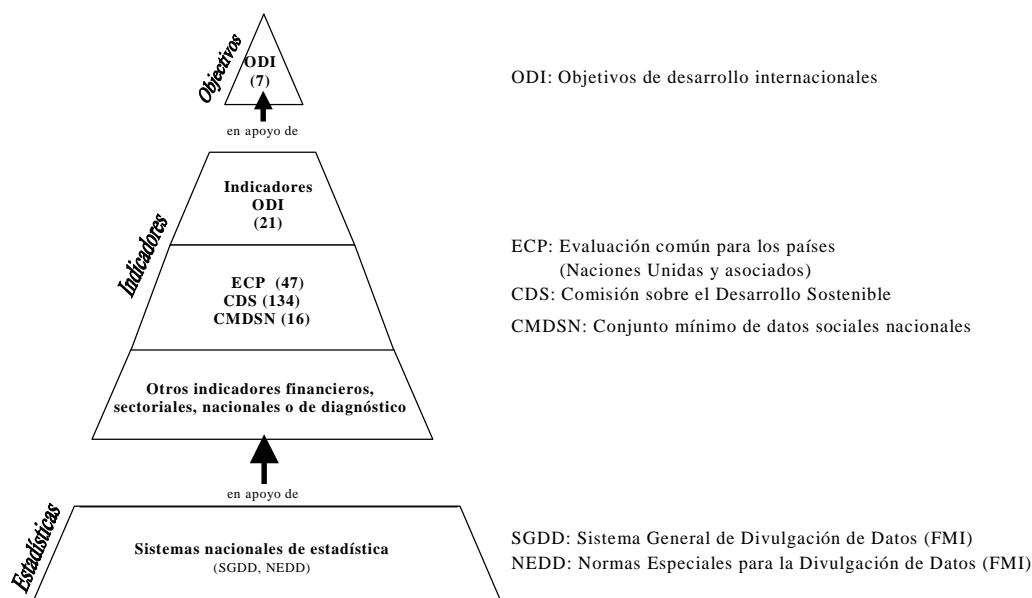 Objectivos
ODI
(7)
ODI: Objetivos de desarrollo internacionales
en apoyo de
Indicadores
Indicadores
ODI
(21)
ECP (47)
CDS (134)
CMDSN (16)
ECP: Evaluación común para los países
(Naciones Unidas y asociados)
CDS: Comisión sobre el Desarrollo Sostenible
CMDSN: Conjunto mínimo de datos sociales nacionales
Otros indicadores financieros,
sectoriales, nacionales o de diagnóstico
en apoyo de
Estadísticas
Sistemas nacionales de estadística
(SGDD, NEDD)
SGDD: Sistema General de Divulgación de Datos (FMI)
NEDD: Normas Especiales para la Divulgación de Datos (FMI)